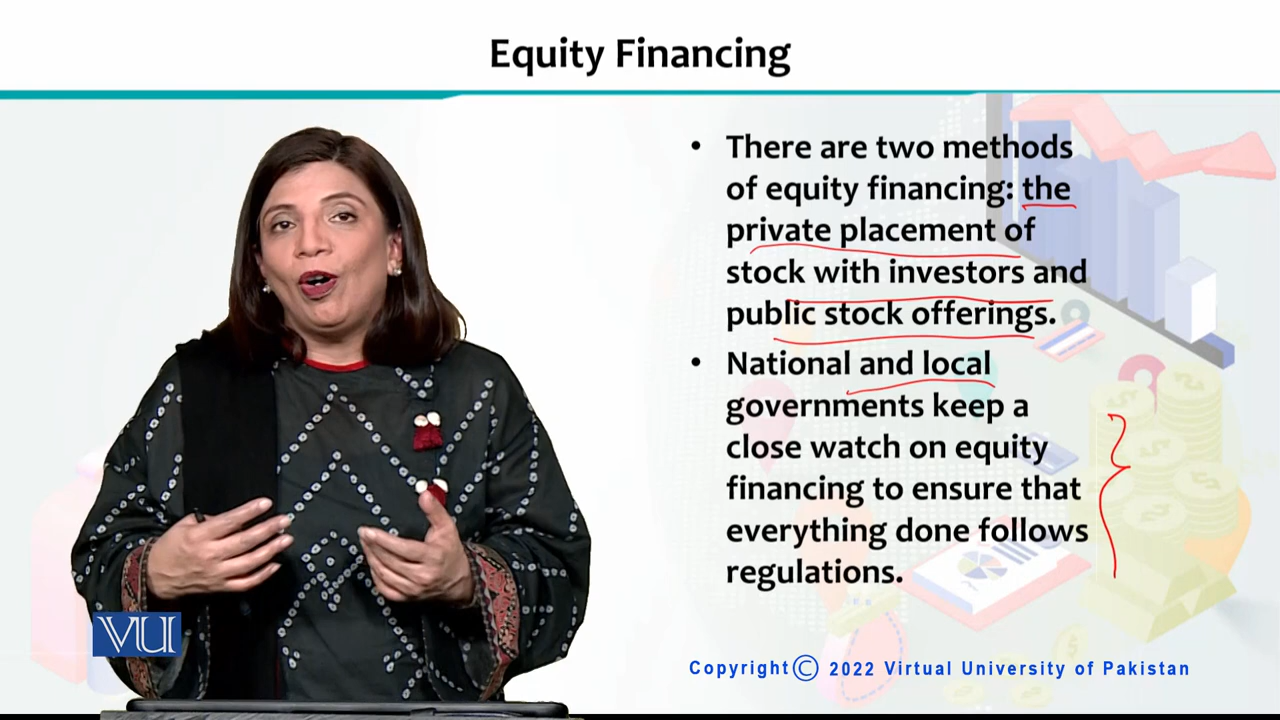 Equity Financing
• There are two methods
of equity financing: the
private placement of
stock with investors and
public stock offerings.
• National and local
governments keep a
close watch on equity
financing to ensure that
everything done follows
regulations.
VU
Copyright© 2022 Virtual University of Pakistan